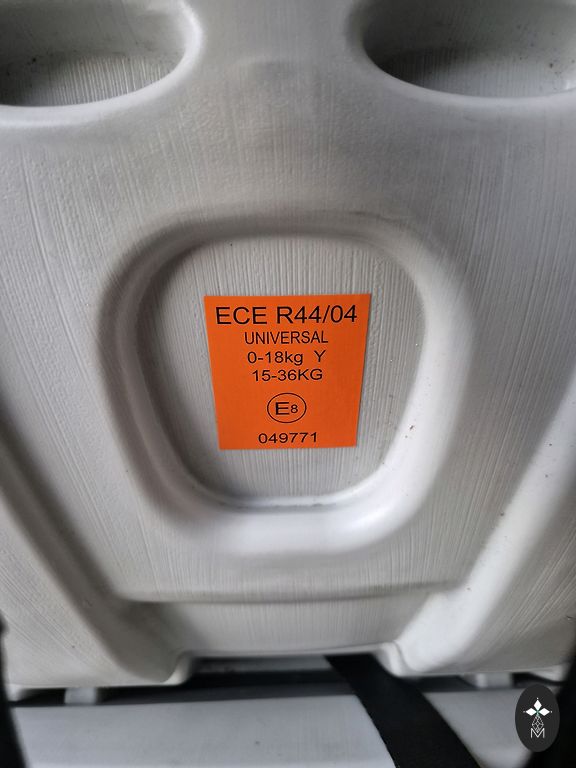 ECE R44/04
UNIVERSAL
0-18kg Y
15-36KG
E8
049771
M